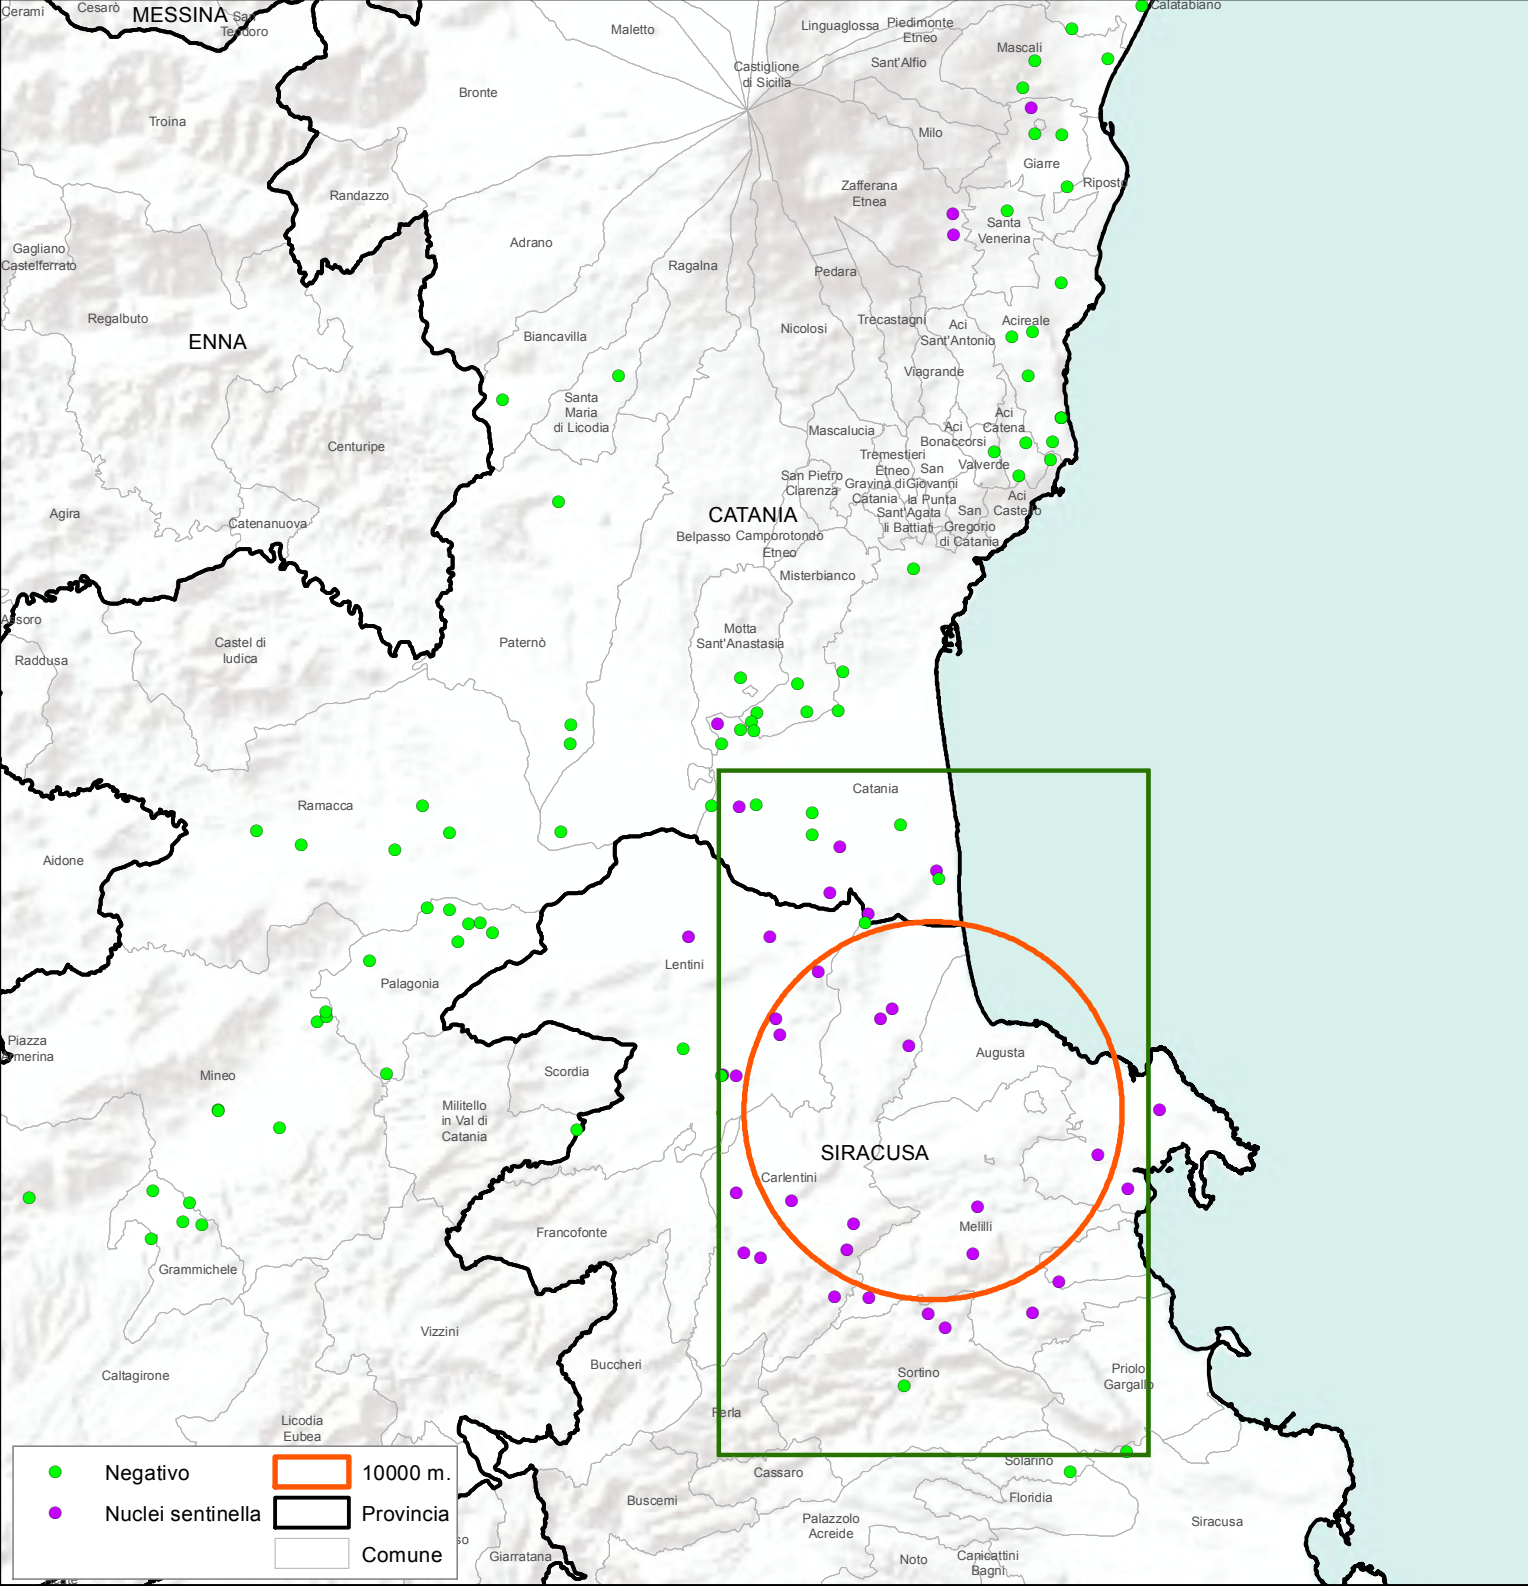 Cerami
Cesarò
MESSINA
San
Teodoro
Maletto
Linguaglossa
Piedimonte
Etneo
Calatabiano
Mascali
Castiglione
di Sicilia
Sant'Alfio
Bronte
Troina
Milo
Giarre
Randazzo
Zafferana
Etnea
Riposto
Santa
Venerina
Gagliano
Castelferrato
Adrano
Ragalna
Pedara
Regalbuto
ENNA
Biancavilla
Nicolosi
Trecastagni
Aci
Sant'Antonio
Acireale
Viagrande
Santa
Maria
di Licodia
Centuripe
Mascalucia
Aci
Bonaccorsi
Aci
Catena
Tremestieri
Etneo
San Pietro
Clarenza
Gravina di
Catania
San
Giovanni
la Punta
Valverde
Sant'Agata
li Battiati
San
Gregorio
di Catania
Aci
Castello
Agira
Catenanuova
CATANIA
Belpasso
Camporotondo
Etneo
Misterbianco
Assoro
Raddusa
Castel di
Iudica
Paternò
Motta
Sant'Anastasia
Catania
Ramacca
Aidone
Lentini
Palagonia
Piazza
Armerina
Mineo
Scordia
Augusta
Militello
in Val di
Catania
SIRACUSA
Carlentini
Francofonte
Melilli
Grammichele
Vizzini
Caltagirone
Buccheri
Sortino
Priolo
Gargallo
Licodia
Eubea
Ferla
Cassaro
Solarino
Buscemi
Floridia
Palazzolo
Acreide
Siracusa
Giarratana
Noto
Canicattini
Bagni
Negativo
Nuclei sentinella
10000 m.
Provincia
Comune